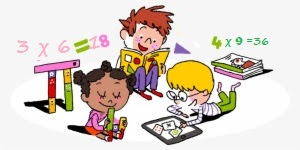 3 x 6 = 18
4 x 9 = 36